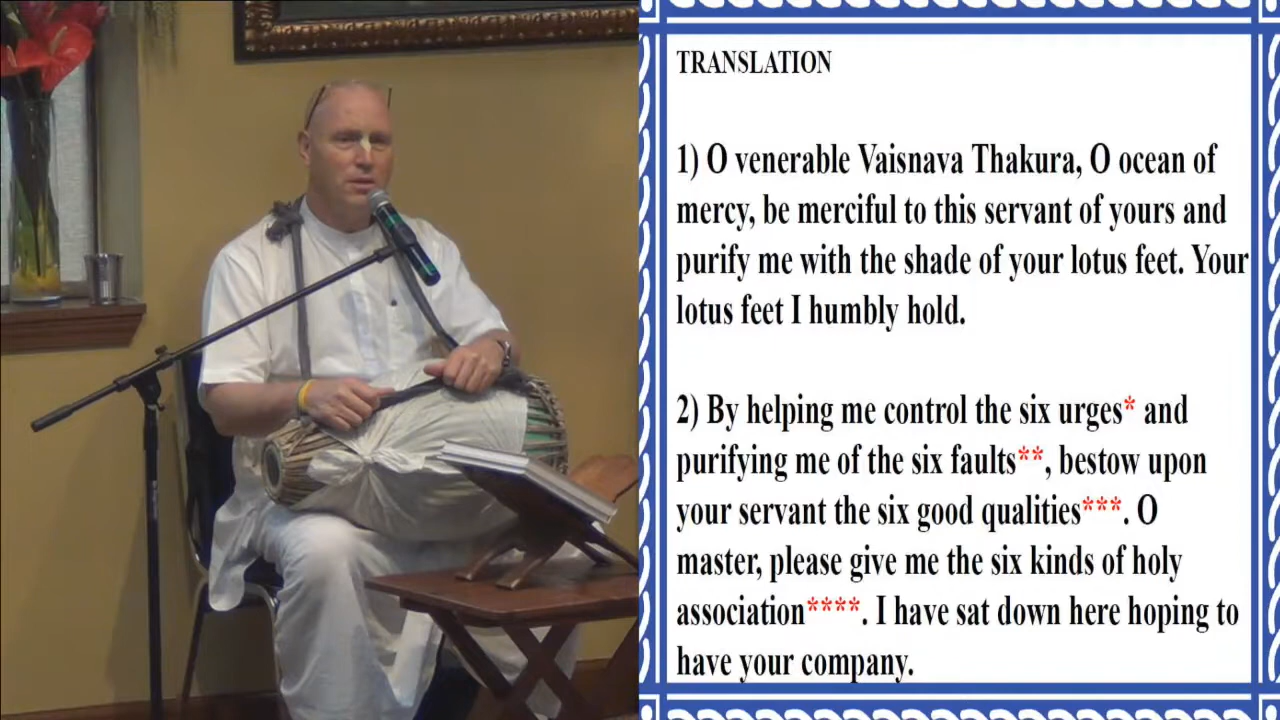 TRANSLATION
1) O venerable Vaisnava Thakura, O ocean of
mercy, be merciful to this servant of yours and
purify me with the shade of your lotus feet. Your
lotus feet I humbly hold.
2) By helping me control the six urges* and
purifying me of the six faults**, bestow upon
your servant the six good qualities***. O
master, please give me the six kinds of holy
association****. I have sat down here hoping to
have your company.